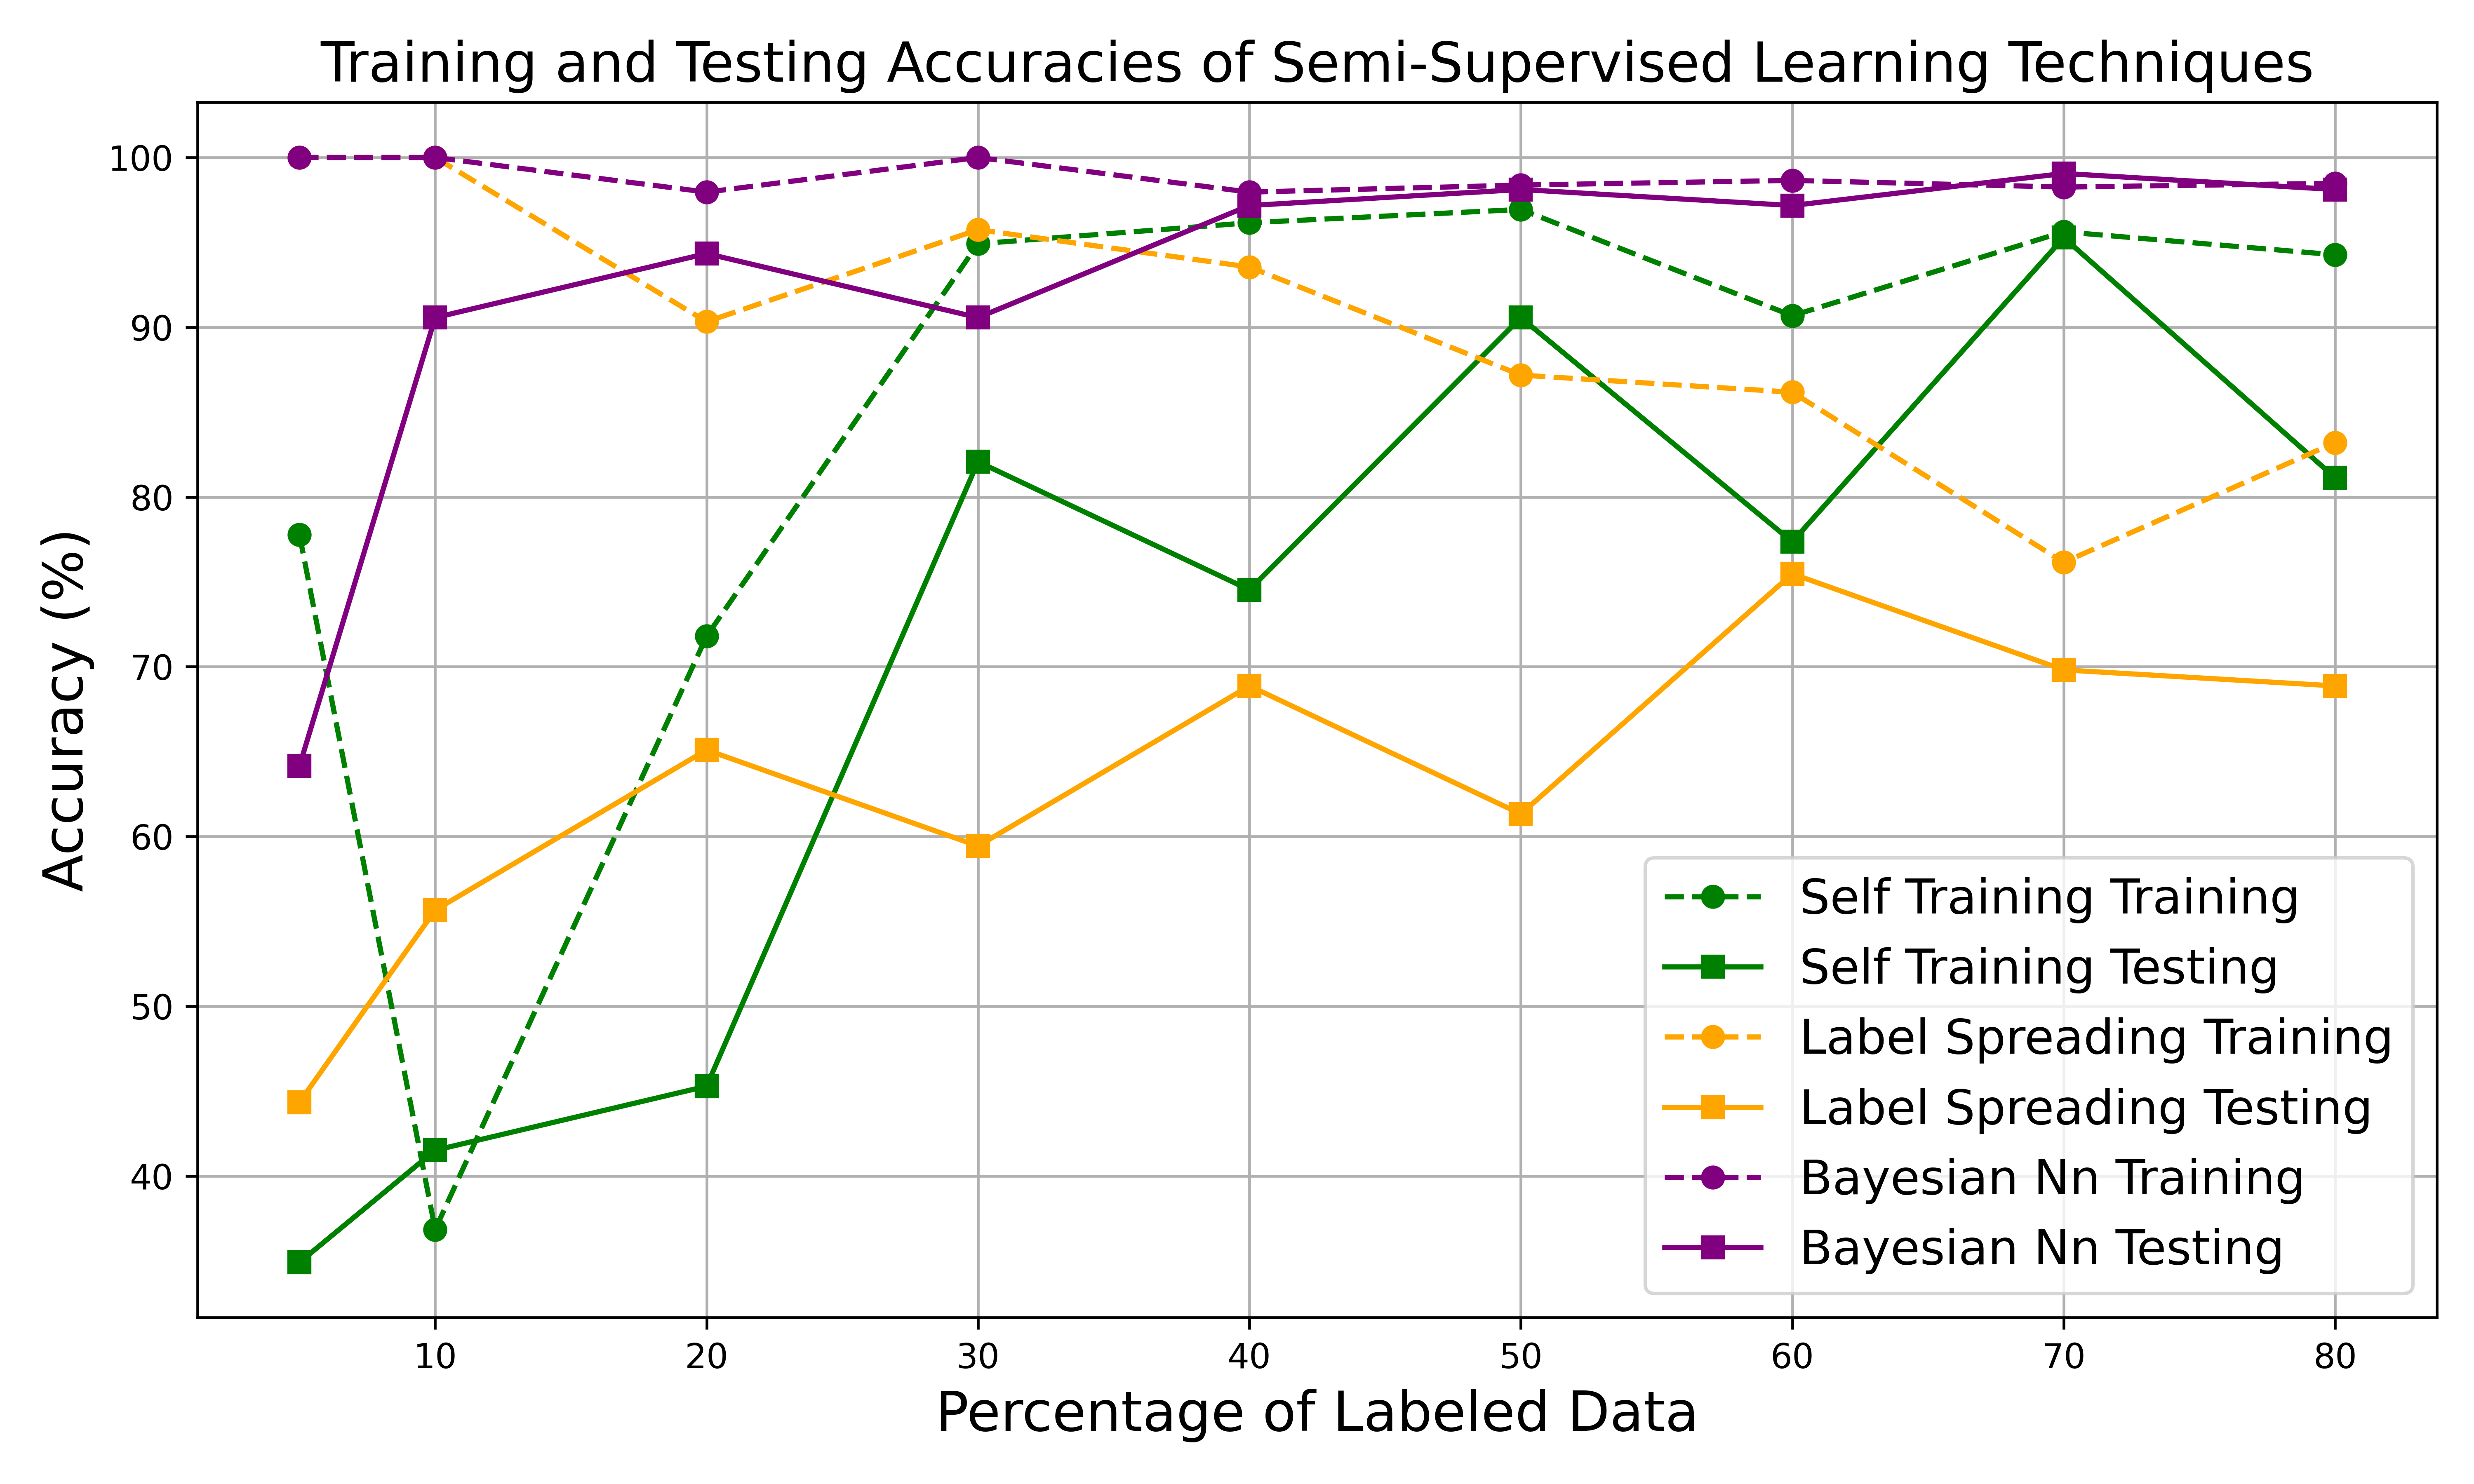 Training and Testing Accuracies of Semi-Supervised Learning Techniques
100
90
80
70
60
50
40
Accuracy (%)
Self Training Training
Self Training Testing
Label Spreading Training
Label Spreading Testing
Bayesian Nn Training
Bayesian Nn Testing
10 20 30 40 50 60 70 80
Percentage of Labeled Data